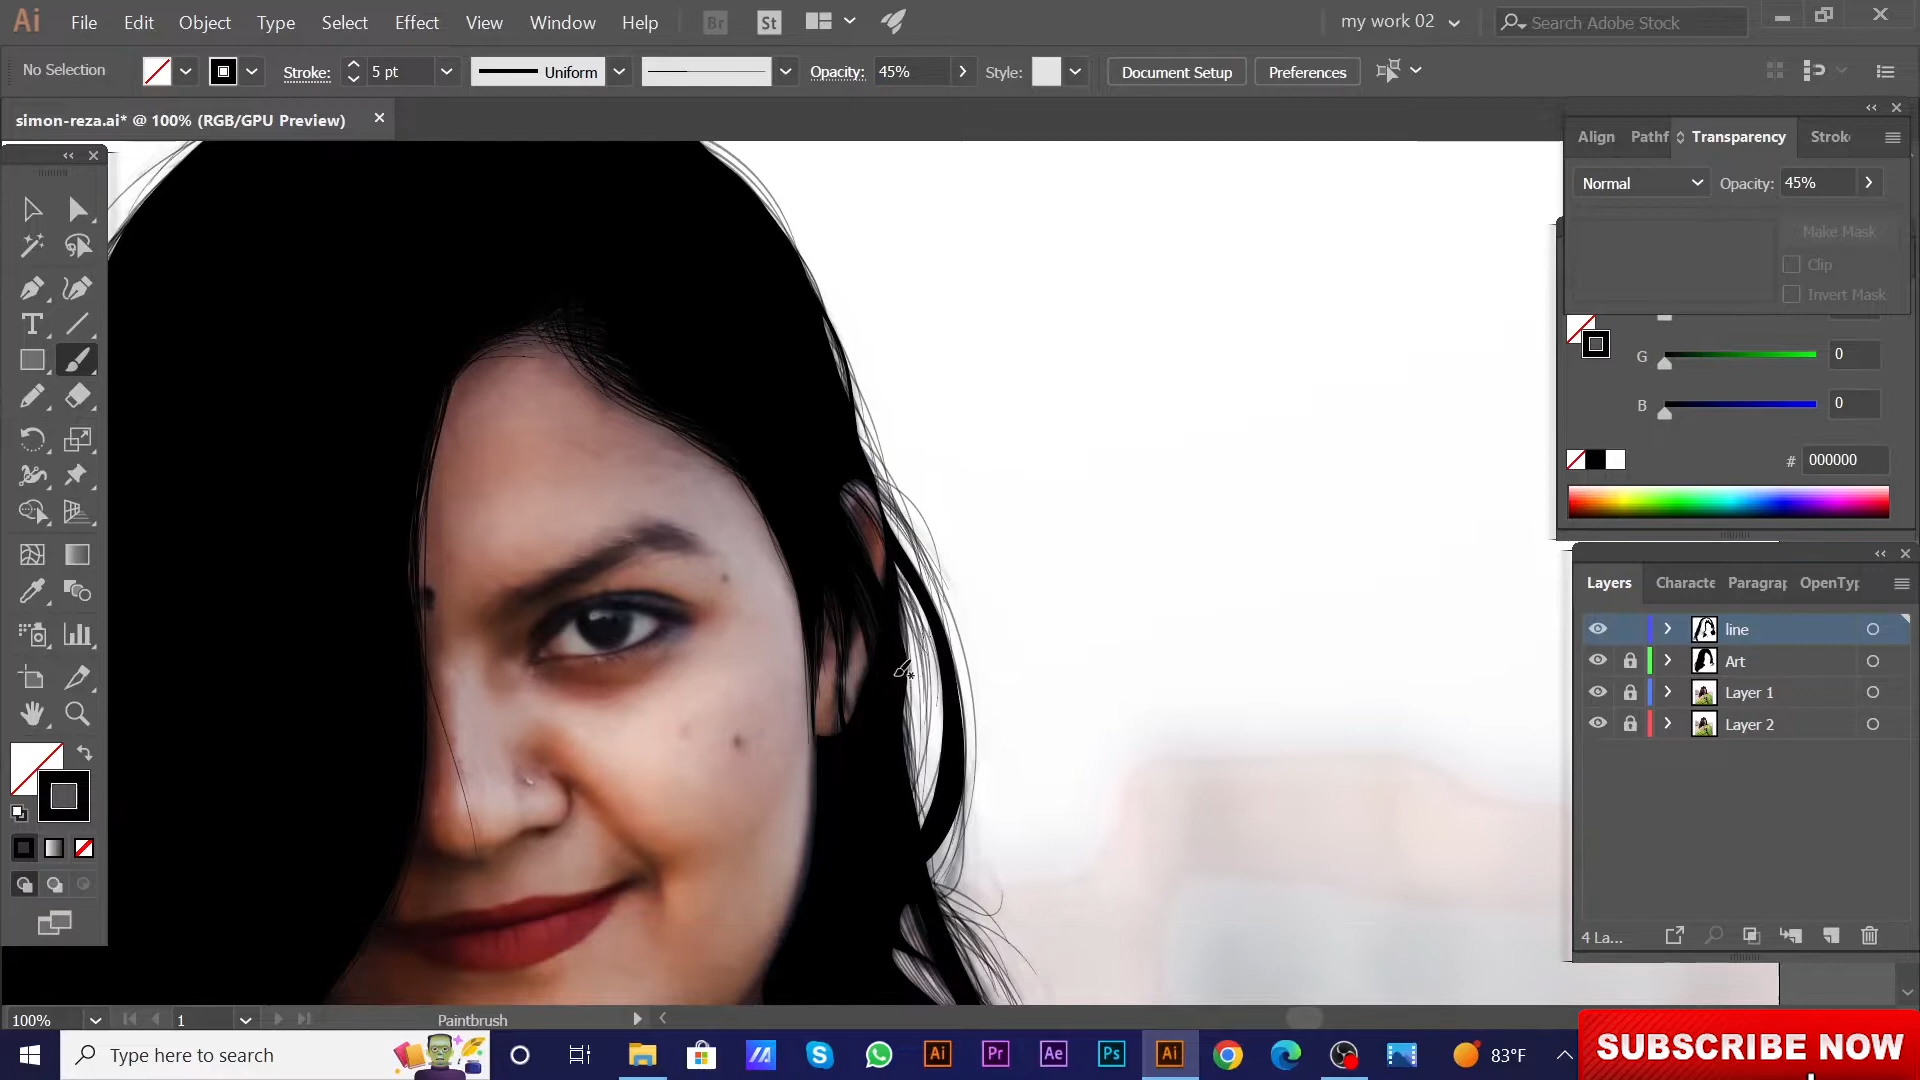 Ai File Edit Object Type Select Effect View Window Help Br St my work 02 Search Adobe Stock
No Selection Stroke: 5 pt Uniform Opacity: 45% Style: Document Setup Preferences
simon-reza.ai* @ 100% (RGB/GPU Preview)
Align Pathf Transparency Strok
Normal Opacity: 45%
Make Mask
Clip
Invert Mask
G 0
B 0
# 000000
Layers Characte Paragrap OpenTyp
line
Art
Layer 1
Layer 2
4 La...
100% 1 Paintbrush
Type here to search Ai Pr Ae Ps Ai 83°F
SUBSCRIBE NOW